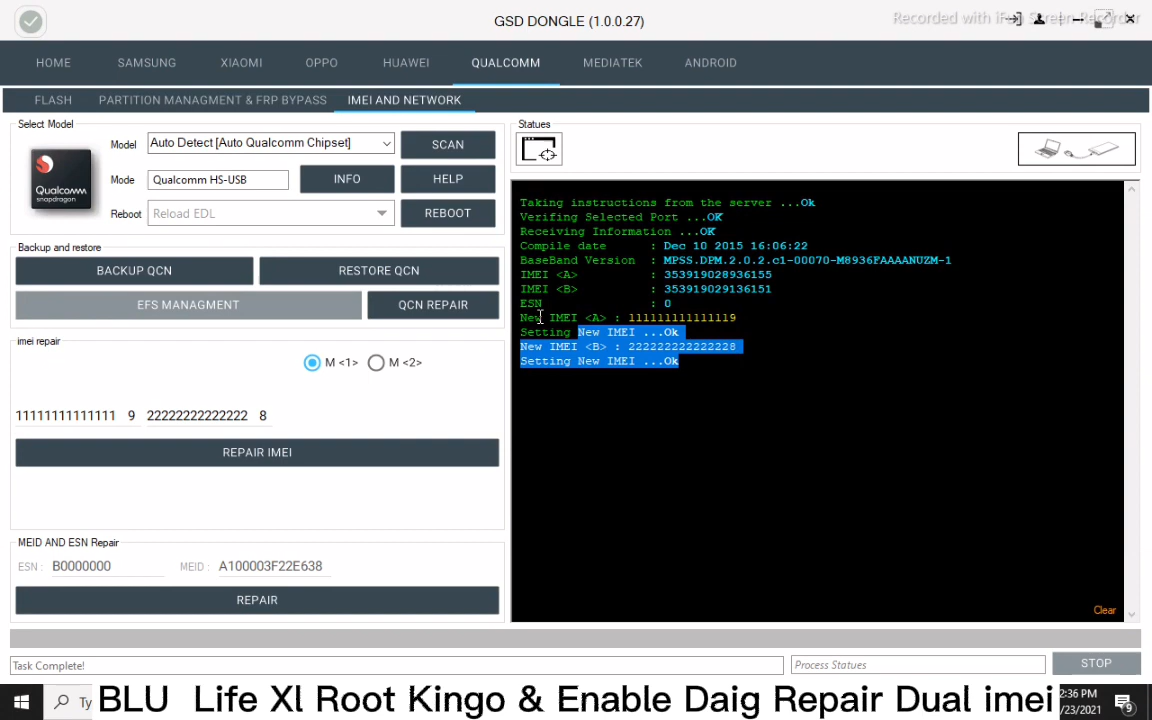 GSD DONGLE (1.0.0.27)
Recorded with iFun Screen Recorder
HOME SAMSUNG XIAOMI OPPO HUAWEI QUALCOMM MEDIATEK ANDROID
FLASH PARTITION MANAGMENT & FRP BYPASS IMEI AND NETWORK
Select Model
Qualcomm
snapdragon
Model Auto Detect [Auto Qualcomm Chipset] SCAN
Mode Qualcomm HS-USB INFO HELP
Reboot Reload EDL REBOOT
Backup and restore
BACKUP QCN RESTORE QCN
EFS MANAGMENT QCN REPAIR
imei repair
M <1> M <2>
11111111111111 9 22222222222222 8
REPAIR IMEI
MEID AND ESN Repair
ESN : B0000000 MEID : A100003F22E638
REPAIR
Statues
Taking instructions from the server ...Ok
Verifing Selected Port ...OK
Receiving Information ...OK
Compile date : Dec 10 2015 16:06:22
BaseBand Version : MPSS.DPM.2.0.2.c1-00070-M8936FAAAANUZM-1
IMEI <A> : 353919028936155
IMEI <B> : 353919029136151
ESN : 0
New IMEI <A> : 111111111111119
Setting New IMEI ...Ok
New IMEI <B> : 222222222222228
Setting New IMEI ...Ok
Clear
Task Complete! Process Statues STOP
Ty
BLU Life Xl Root Kingo & Enable Daig Repair Dual imei
2:36 PM
/23/2021
9